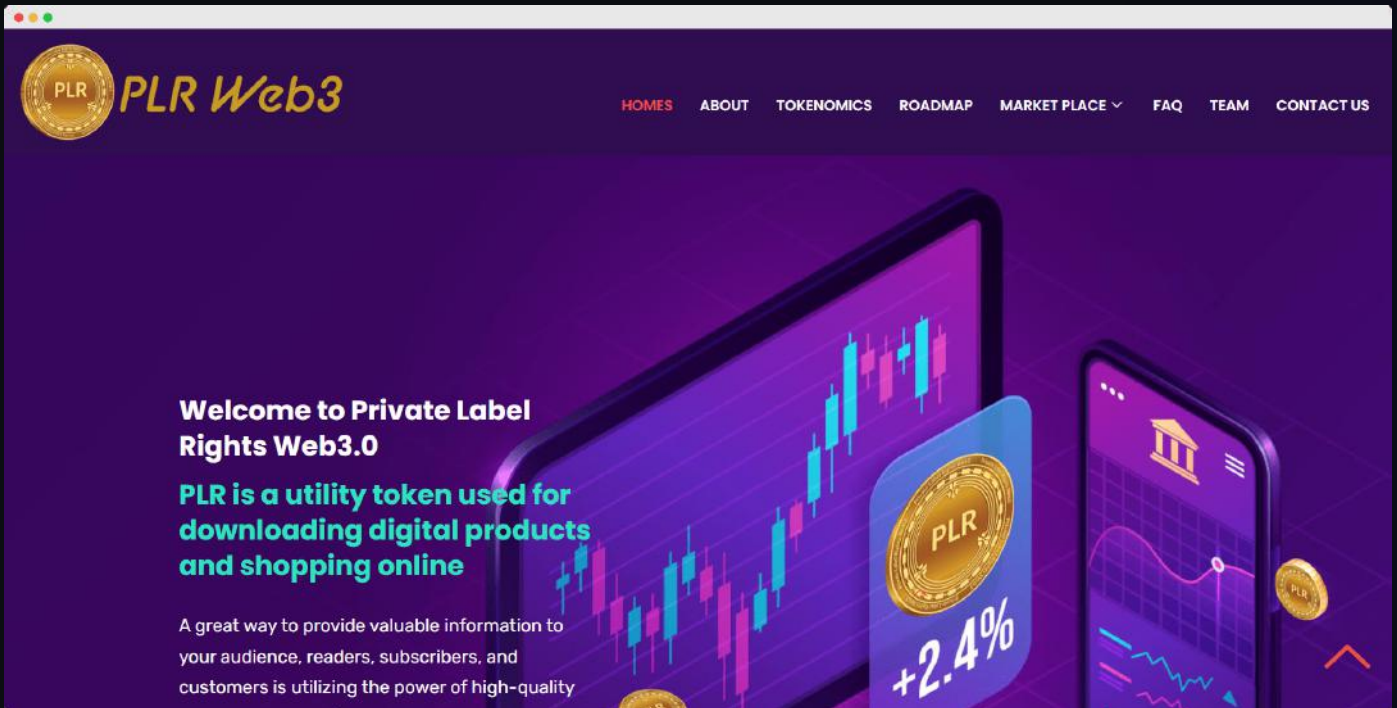 PLR
PLR Web3
HOMES ABOUT TOKENOMICS ROADMAP MARKET PLACE FAQ TEAM CONTACT US
Welcome to Private Label
Rights Web3.0
PLR is a utility token used for
downloading digital products
and shopping online
A great way to provide valuable information to
your audience, readers, subscribers, and
customers is utilizing the power of high-quality
PLR
+2.4%
PLR